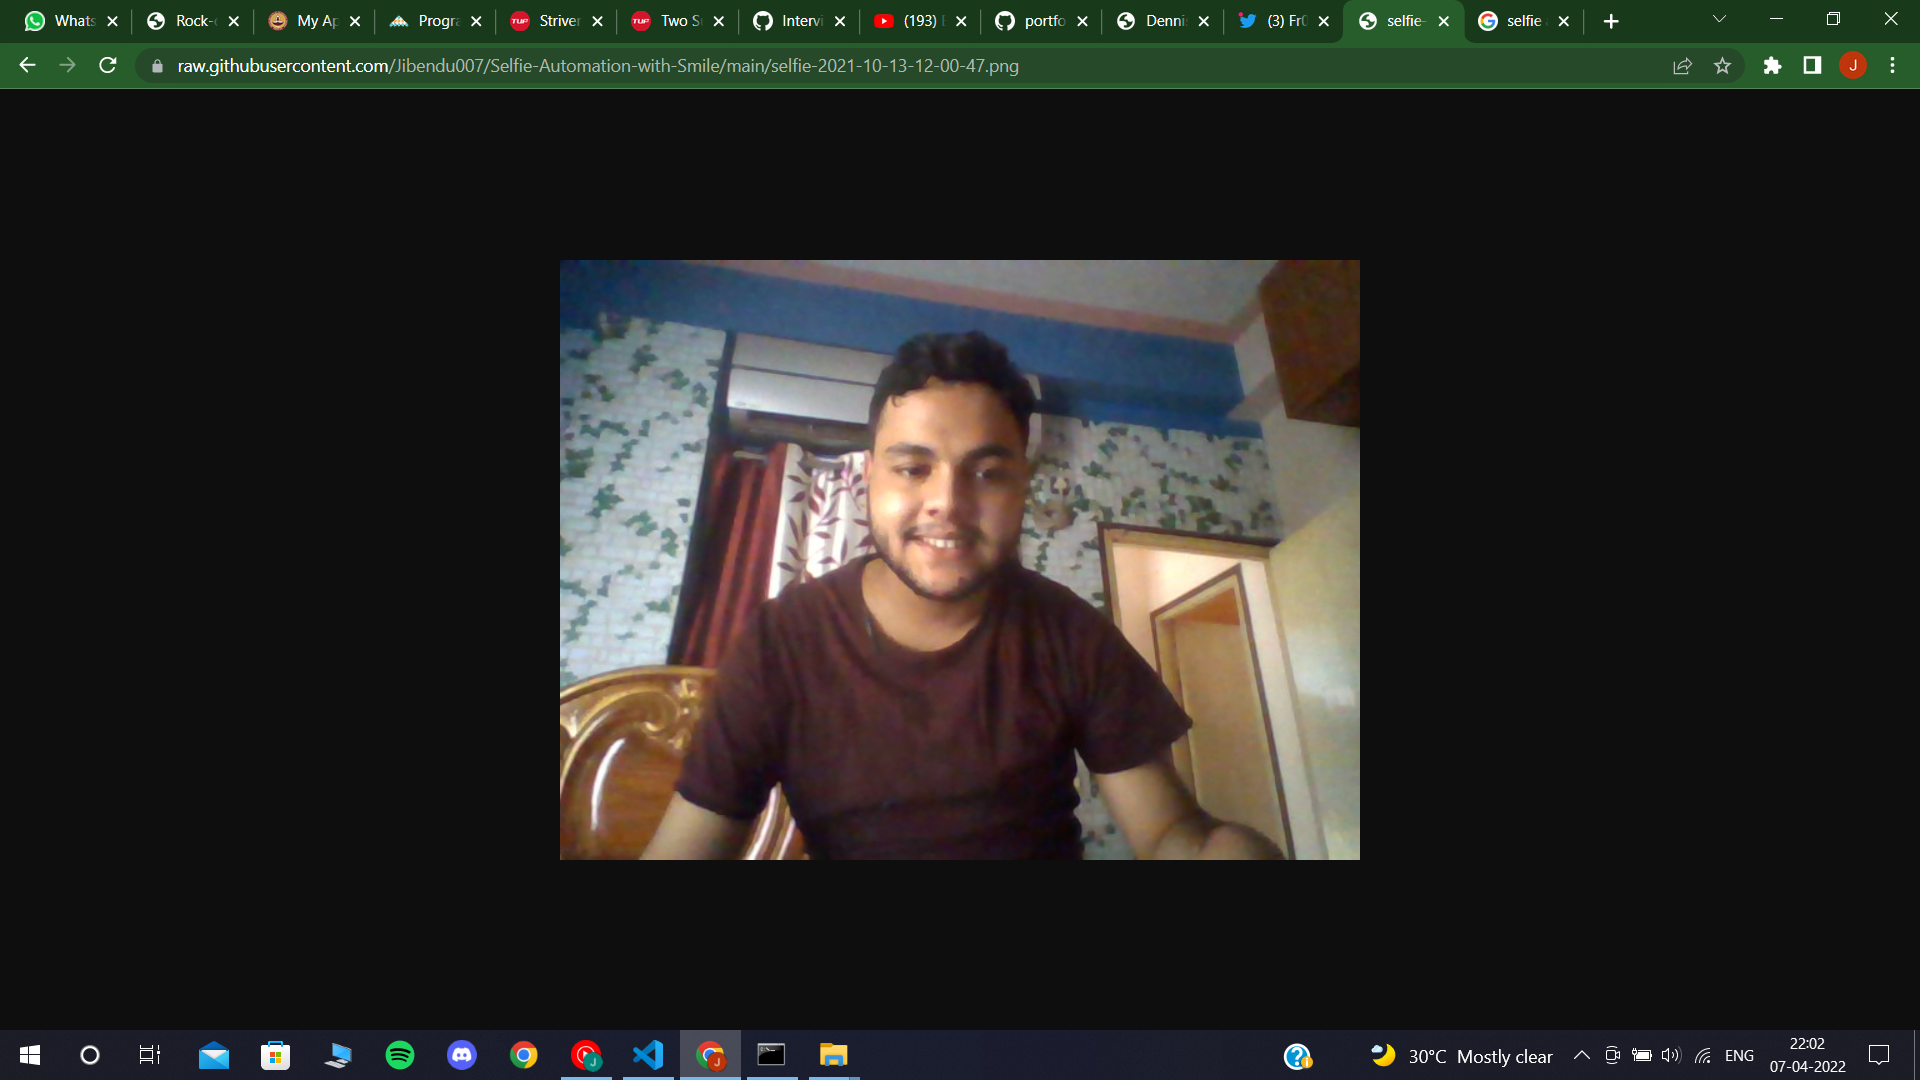 Whats
Rock-
My Ap
Progra
Striver
Two Su
Intervi
(193)
portfo
Denni
(3) Fr
selfie-
selfie
raw.githubusercontent.com/Jibendu007/Selfie-Automation-with-Smile/main/selfie-2021-10-13-12-00-47.png
J
30°C Mostly clear
ENG
22:02
07-04-2022